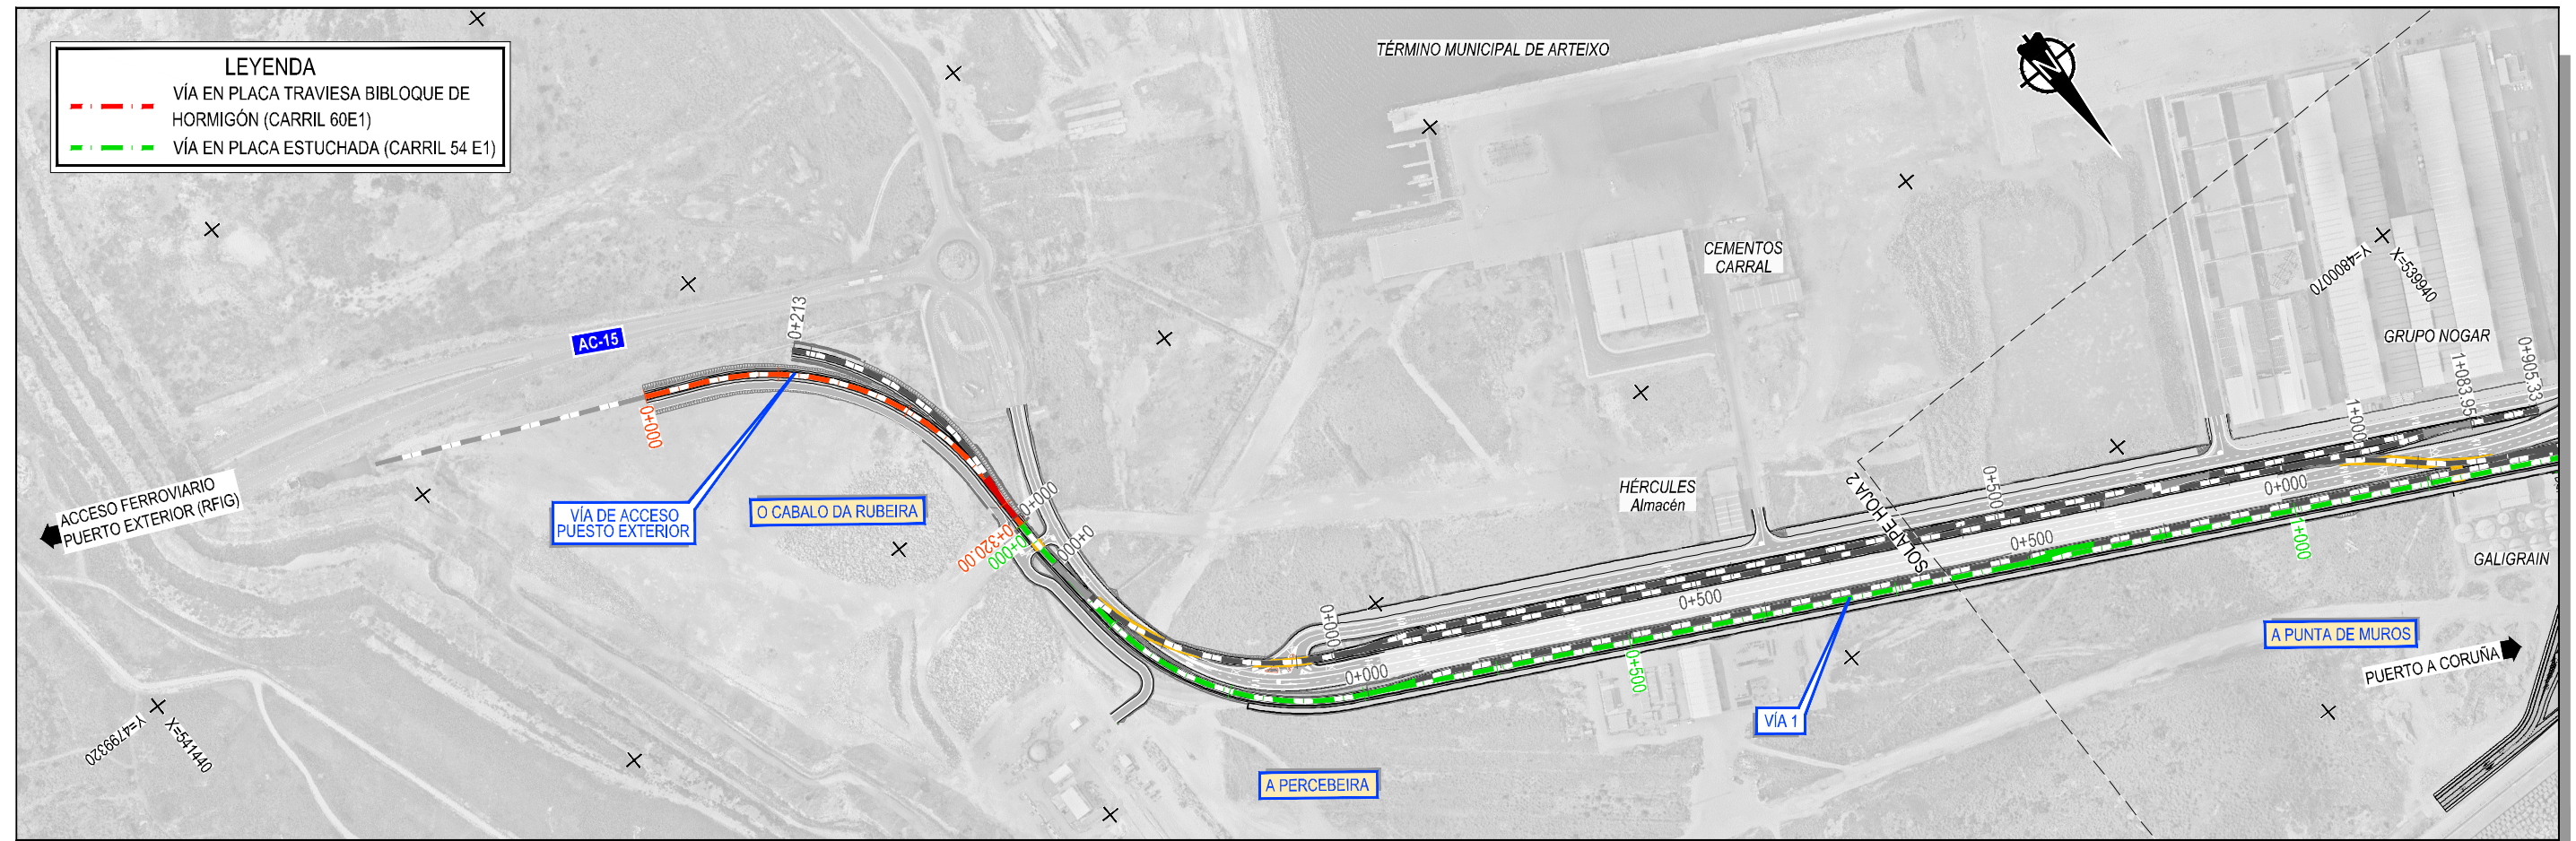 LEYENDA
VÍA EN PLACA TRAVIESA BIBLOQUE DE
HORMIGÓN (CARRIL 60E1)
VÍA EN PLACA ESTUCHADA (CARRIL 54 E1)
TÉRMINO MUNICIPAL DE ARTEIXO
N
CEMENTOS
CARRAL
X=539940
Y=4800070
GRUPO NOGAR
AC-15
0+213
0+905.33
1+083.95
1+000
0+000
ACCESO FERROVIARIO
PUERTO EXTERIOR (RFIG)
VÍA DE ACCESO
PUESTO EXTERIOR
O CABALO DA RUBEIRA
0+000
0+320.00
0+000
0+000
HÉRCULES
Almacén
SOLAPE HOJA 2
0+500
0+000
0+500
1+000
GALIGRAIN
0+000
0+500
0+000
0+500
A PUNTA DE MUROS
PUERTO A CORUÑA
VÍA 1
X=541440
Y=4799320
A PERCEBEIRA